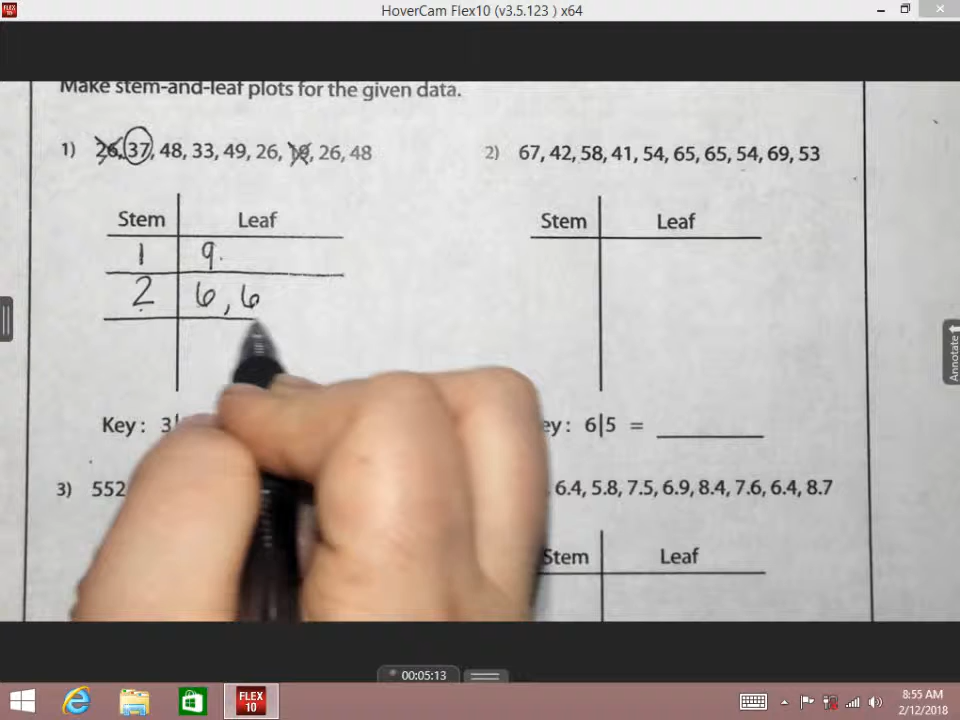 FLEX 10
HoverCam Flex10 (v3.5.123 ) x64
Make stem-and-leaf plots for the given data.
1) 26, 37, 48, 33, 49, 26, 19, 26, 48
Stem Leaf
1 9.
2 6, 6
Key : 3|
2) 67, 42, 58, 41, 54, 65, 65, 54, 69, 53
Stem Leaf
ey : 6|5 =
3) 552
, 6.4, 5.8, 7.5, 6.9, 8.4, 7.6, 6.4, 8.7
Stem Leaf
Annotate
00:05:13
FLEX 10
8:55 AM
2/12/2018